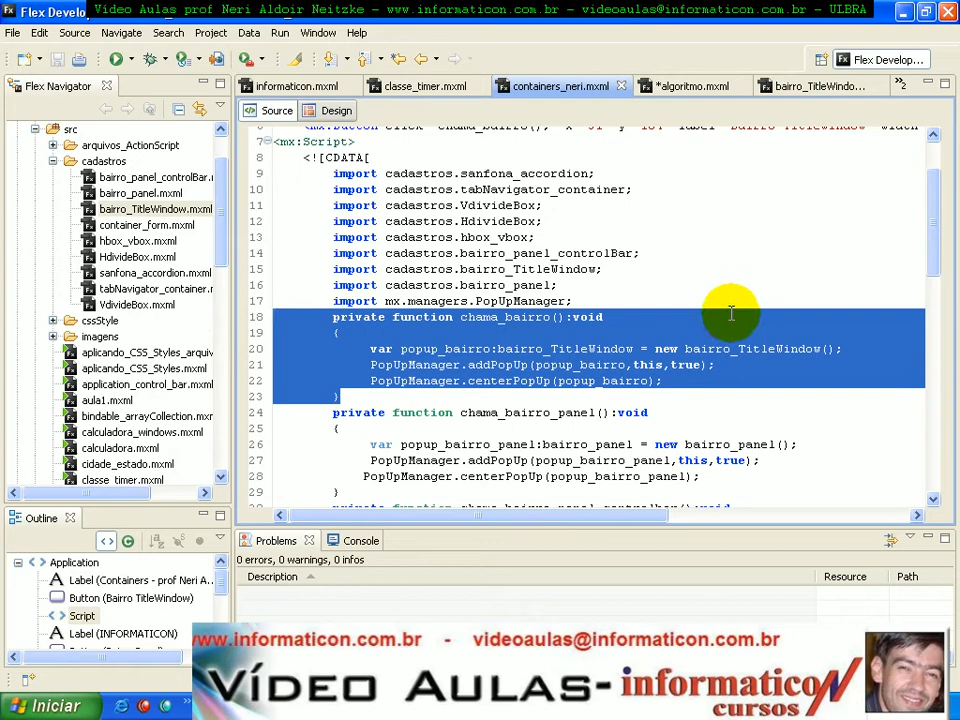 Flex Develo
Vídeo Aulas prof Neri Aldoir Neitzke - www.informaticon.com.br - videoaulas@informaticon.com.br - ULBRA
File Edit Source Navigate Search Project Data Run Window Help
Flex Develo...
Flex Navigator
informaticon.mxml
classe_timer.mxml
containers_neri.mxml
*algoritmo.mxml
bairro_TitleWindo...
2
Source
Design
src
arquivos_ActionScript
cadastros
bairro_panel_controlBar.
bairro_panel.mxml
bairro_TitleWindow.mxml
container_form.mxml
hbox_vbox.mxml
HdivideBox.mxml
sanfona_accordion.mxml
tabNavigator_container.
VdivideBox.mxml
cssStyle
imagens
aplicando_CSS_Styles_arquiv
aplicando_CSS_Styles.mxml
application_control_bar.mxml
aula1.mxml
bindable_arrayCollection.mxml
calculadora_windows.mxml
calculadora.mxml
cidade_estado.mxml
classe_timer.mxml
7 <mx:Script>
8 <![CDATA[
9 import cadastros.sanfona_accordion;
10 import cadastros.tabNavigator_container;
11 import cadastros.VdivideBox;
12 import cadastros.HdivideBox;
13 import cadastros.hbox_vbox;
14 import cadastros.bairro_panel_controlBar;
15 import cadastros.bairro_TitleWindow;
16 import cadastros.bairro_panel;
17 import mx.managers.PopUpManager;
18 private function chama_bairro():void
19 {
20 var popup_bairro:bairro_TitleWindow = new bairro_TitleWindow();
21 PopUpManager.addPopUp(popup_bairro,this,true);
22 PopUpManager.centerPopUp(popup_bairro);
23 }
24 private function chama_bairro_panel():void
25 {
26 var popup_bairro_panel:bairro_panel = new bairro_panel();
27 PopUpManager.addPopUp(popup_bairro_panel,this,true);
28 PopUpManager.centerPopUp(popup_bairro_panel);
29 }
Outline
Application
Label (Containers - prof Neri A...
Button (Bairro TitleWindow)
Script
Label (INFORMATICON)
Problems
Console
0 errors, 0 warnings, 0 infos
Description Resource Path
www.informaticon.com.br - videoaulas@informaticon.com.br
Vídeo Aulas-informaticoN
cursos
Iniciar